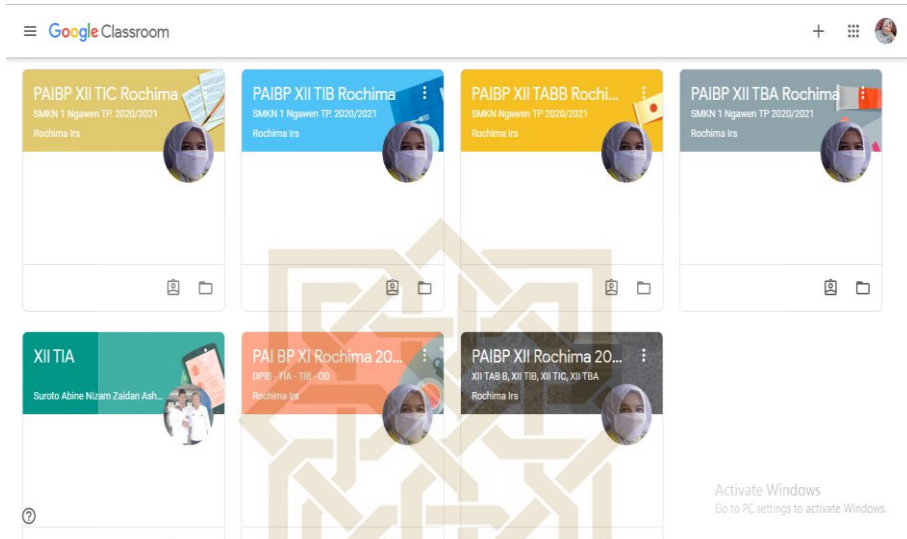 Google Classroom
PAIBP XII TIC Rochima
SMKN 1 Ngawen TP. 2020/2021
Rochima Irs
PAIBP XII TIB Rochima
SMKN 1 Ngawen TP. 2020/2021
Rochima Irs
PAIBP XII TABB Rochi...
SMKN Ngawen TP 2020/2021
Rochima Irs
PAIBP XII TBA Rochima
SMKN 1 Ngawen TP 2020/2021
Rochima Irs
XII TIA
Suroto Abine Nizam Zaidan Ash...
PAI BP XI Rochima 20...
DPIB - TIA - TIB - OD
Rochima Irs
PAIBP XII Rochima 20...
XII TAB B, XII TIB, XII TIC, XII TBA
Rochima Irs
Activate Windows
Go to PC settings to activate Windows.